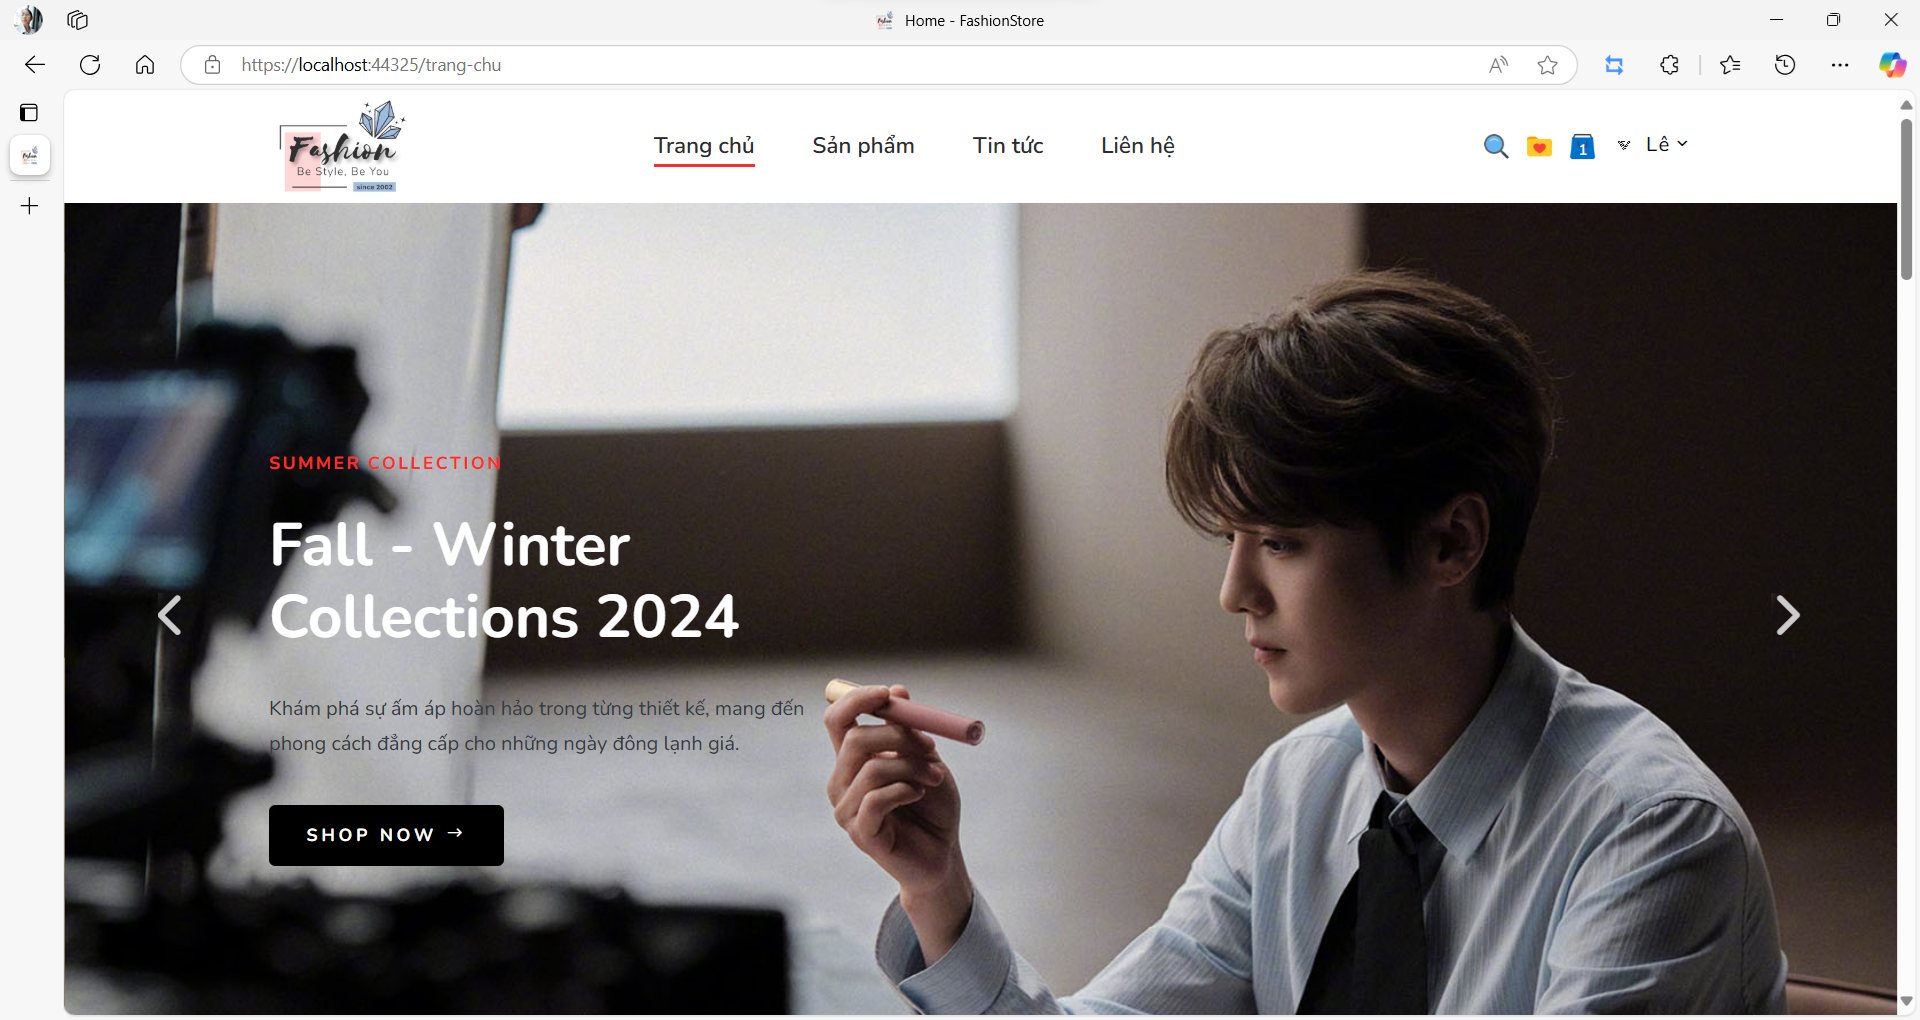 Home - FashionStore
https://localhost:44325/trang-chu
Fashion
Be Style, Be You
since 2002
Trang chủ
Sản phẩm
Tin tức
Liên hệ
1
Lê
SUMMER COLLECTION
Fall - Winter
Collections 2024
Khám phá sự ấm áp hoàn hảo trong từng thiết kế, mang đến
phong cách đẳng cấp cho những ngày đông lạnh giá.
SHOP NOW →